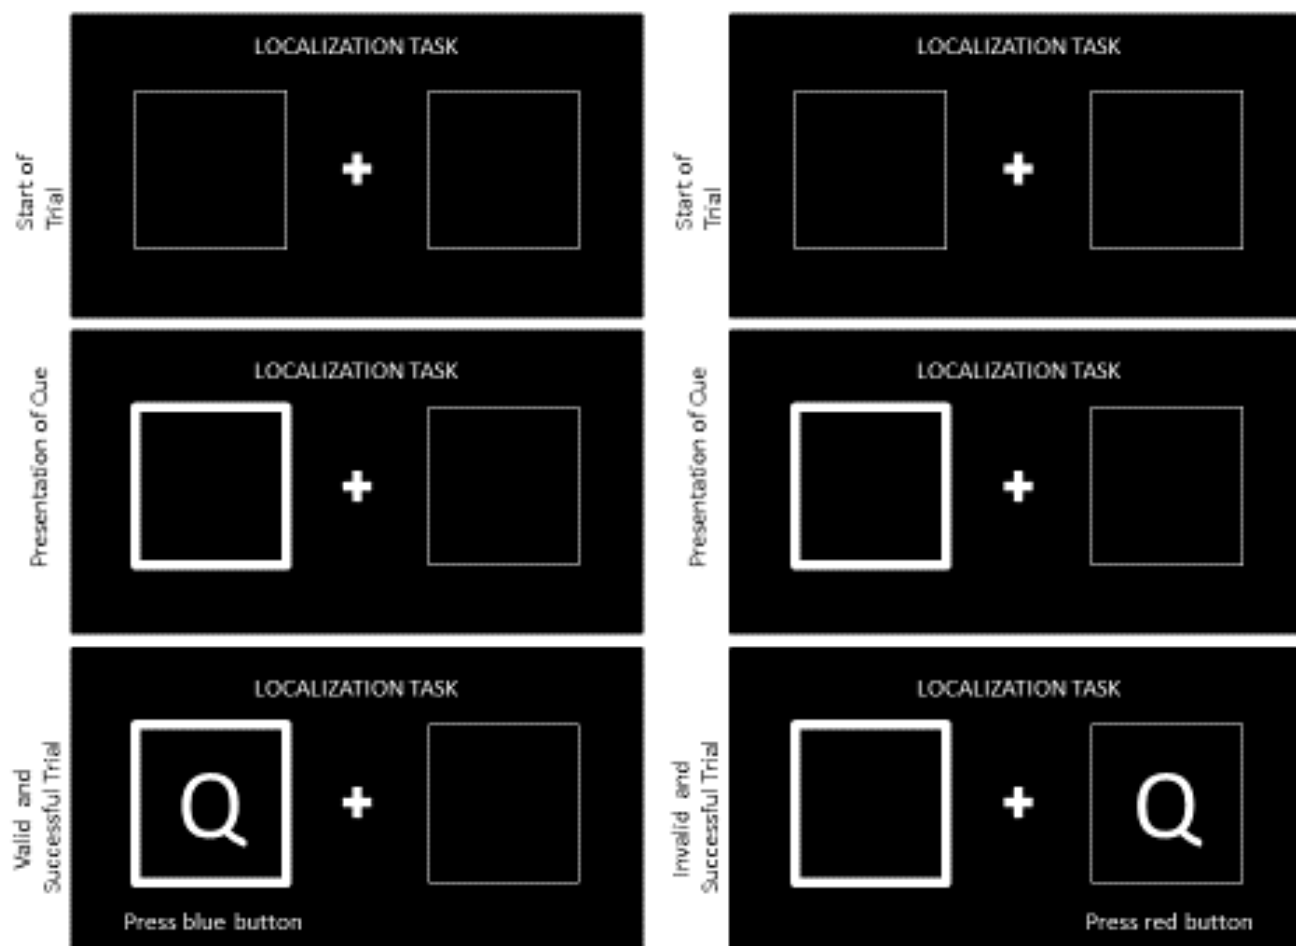 LOCALIZATION TASK
Start of
Trial
LOCALIZATION TASK
Start of
Trial
LOCALIZATION TASK
Presentation of Cue
LOCALIZATION TASK
Presentation of Cue
LOCALIZATION TASK
Valid and
Successful Trial
Q
Press blue button
LOCALIZATION TASK
Invalid and
Successful Trial
Q
Press red button